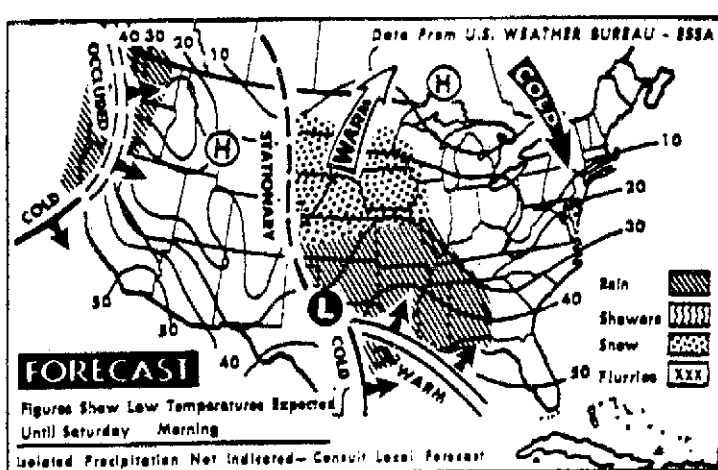 Data From U.S. WEATHER BUREAU - ESSA
40 30 20 10
OCCLUDED
COLD
H
STATIONARY
WARM
H
COLD
10
20
30
40
50
50
50
40
L
COLD
WARM
Rain
Showers
Snow
Flurries XXX
FORECAST
Figures Show Low Temperatures Expected
Until Saturday Morning
Isolated Precipitation Not Indicated— Consult Local Forecast